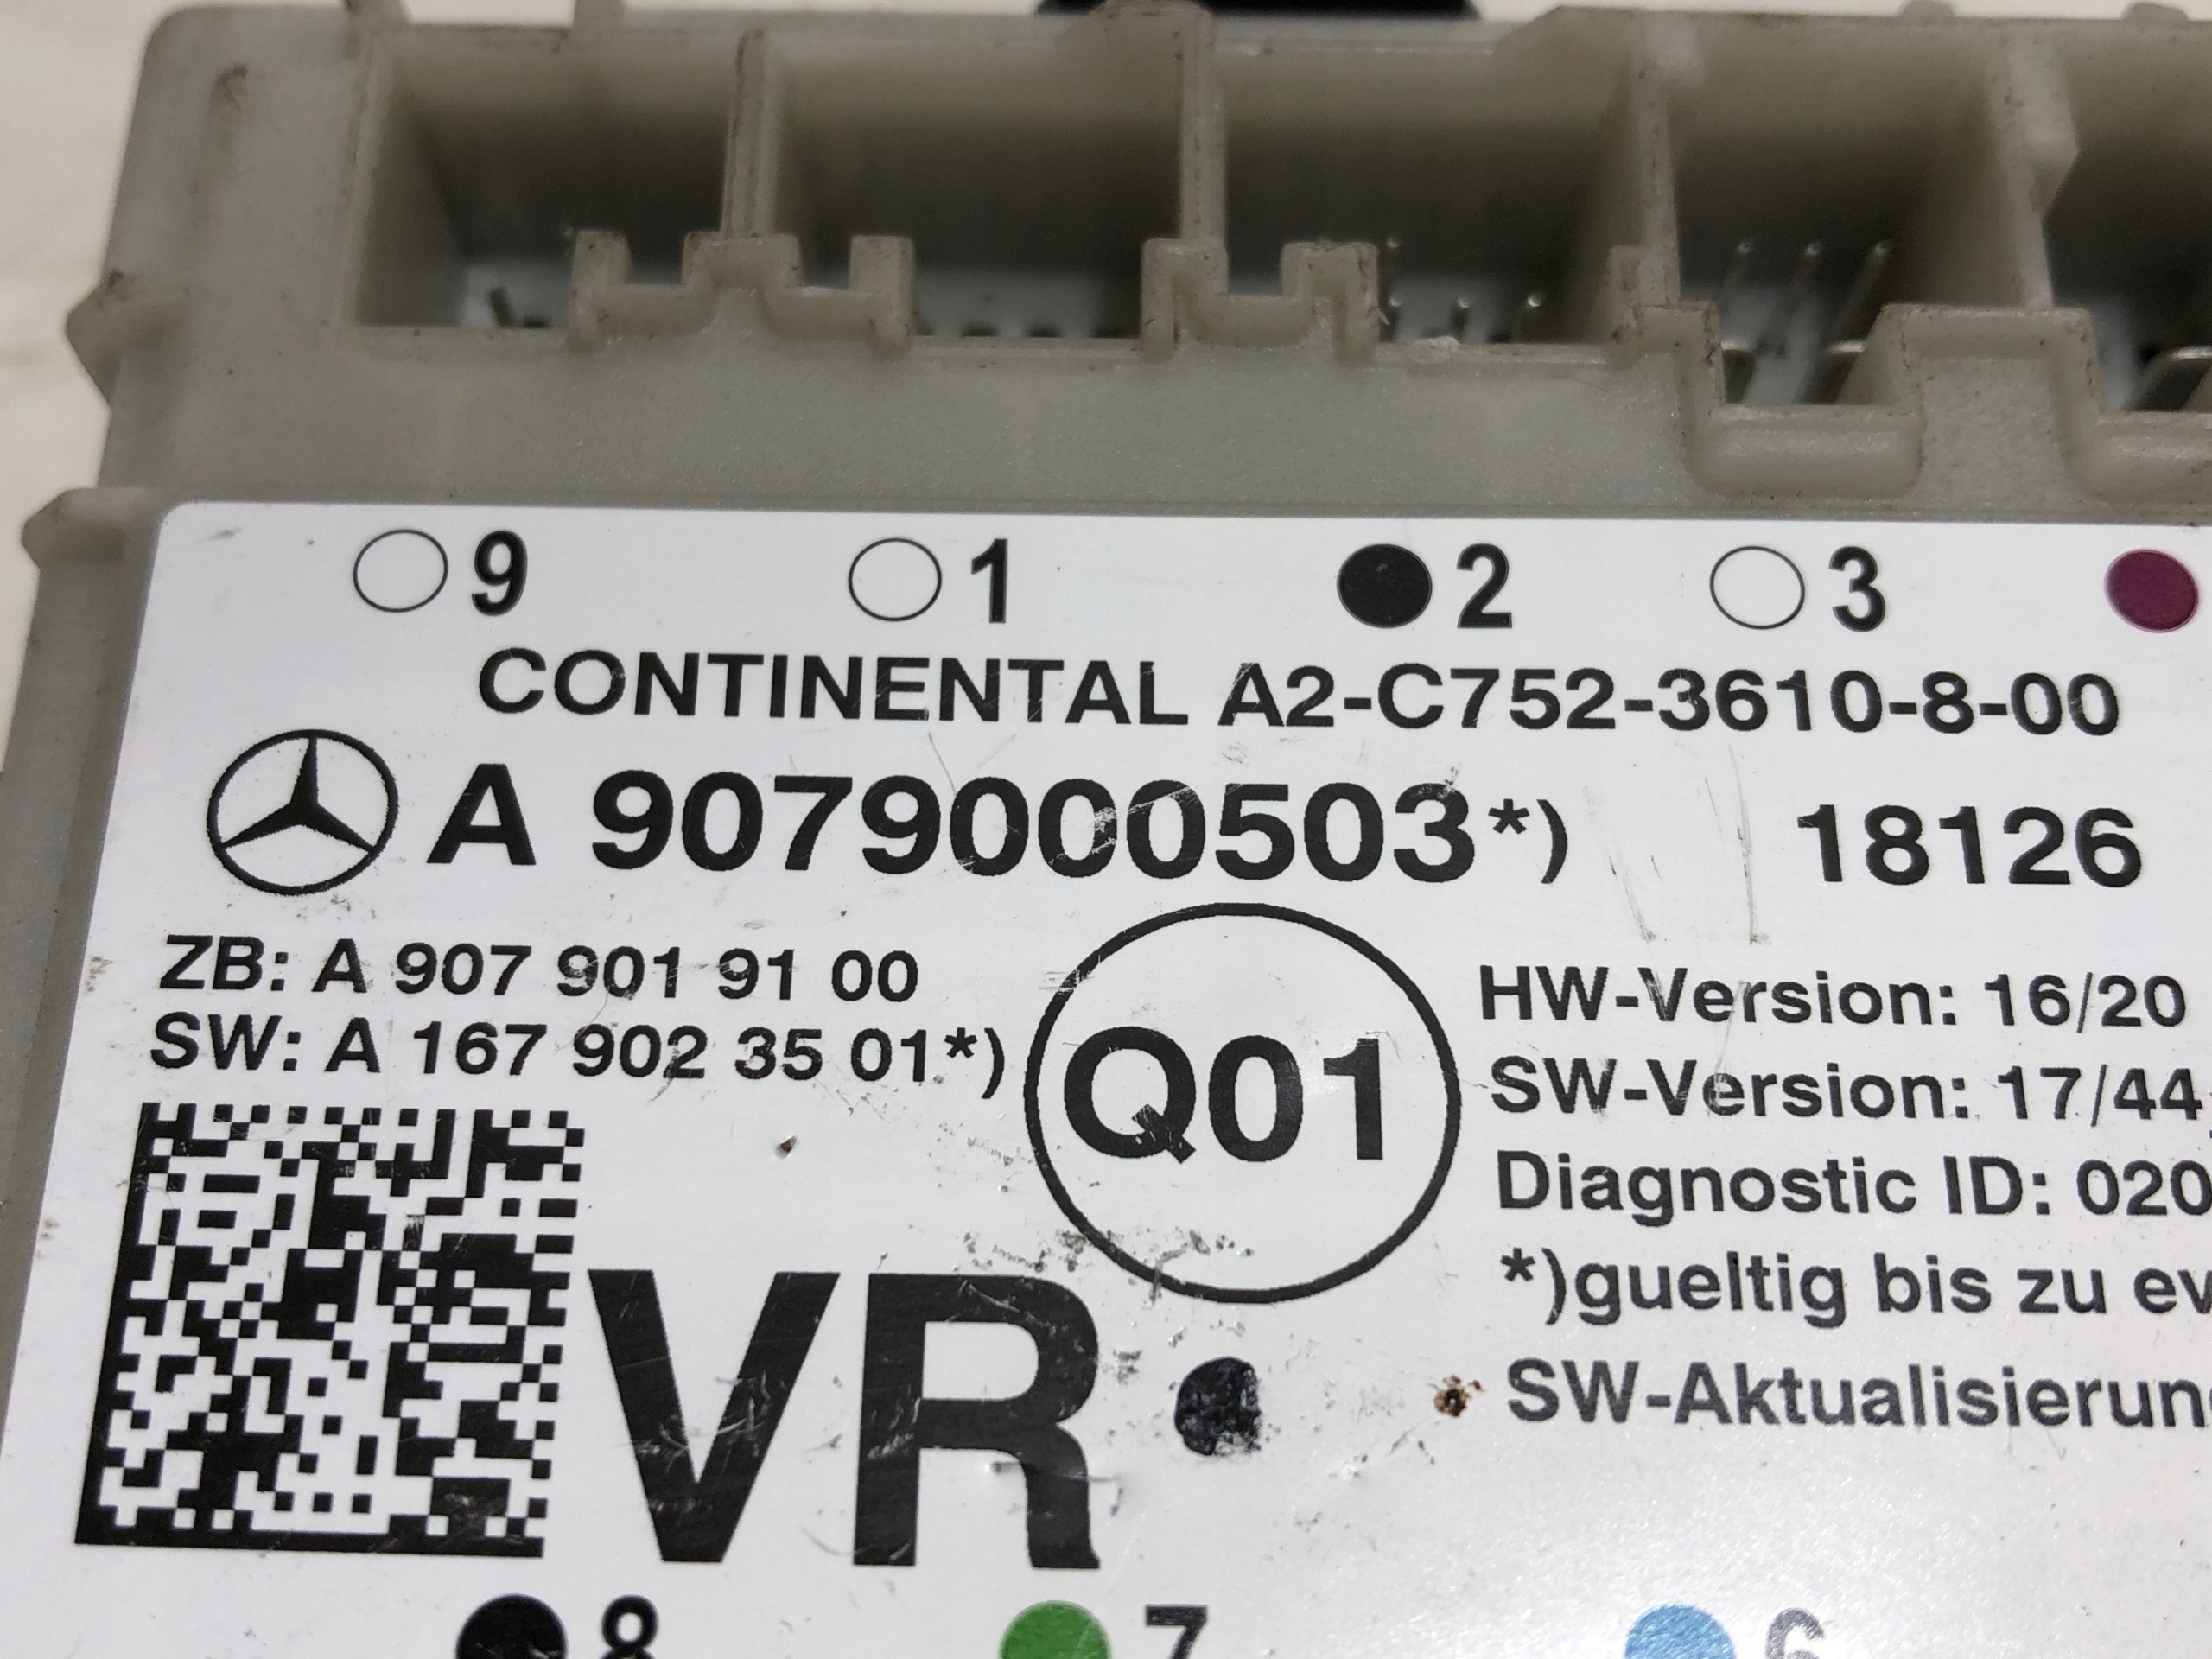 9 1 2 3
CONTINENTAL A2-C752-3610-8-00
A 9079000503*) 18126
ZB: A 907 901 91 00
SW: A 167 902 35 01*)
Q01
HW-Version: 16/20
SW-Version: 17/44
Diagnostic ID: 020
*)gueltig bis zu ev
SW-Aktualisierun
VR
8 7 6